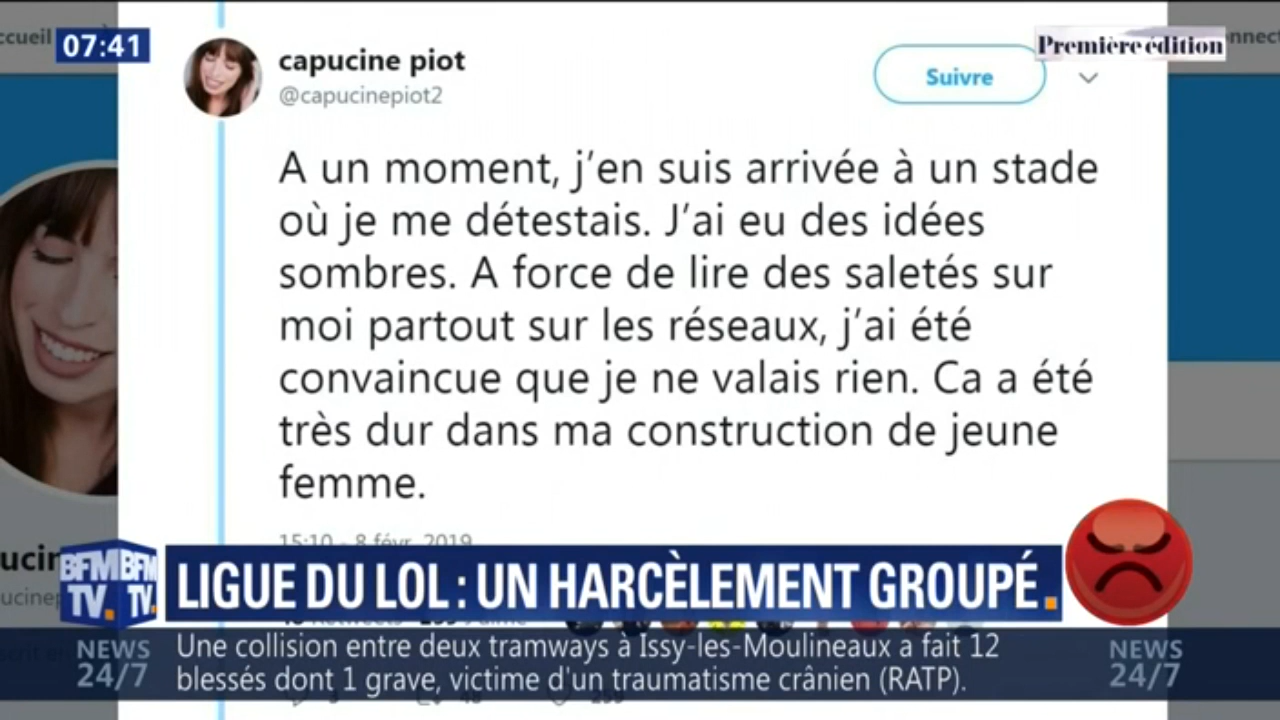 07:41
Première édition
capucine piot
@capucinepiot2
Suivre
A un moment, j'en suis arrivée à un stade
où je me détestais. J'ai eu des idées
sombres. A force de lire des saletés sur
moi partout sur les réseaux, j'ai été
convaincue que je ne valais rien. Ca a été
très dur dans ma construction de jeune
femme.
15:10 - 8 févr. 2019
BFM BFM
TV. TV.
LIGUE DU LOL : UN HARCÈLEMENT GROUPÉ.
NEWS
24/7
Une collision entre deux tramways à Issy-les-Moulineaux a fait 12
blessés dont 1 grave, victime d'un traumatisme crânien (RATP).
NEWS
24/7